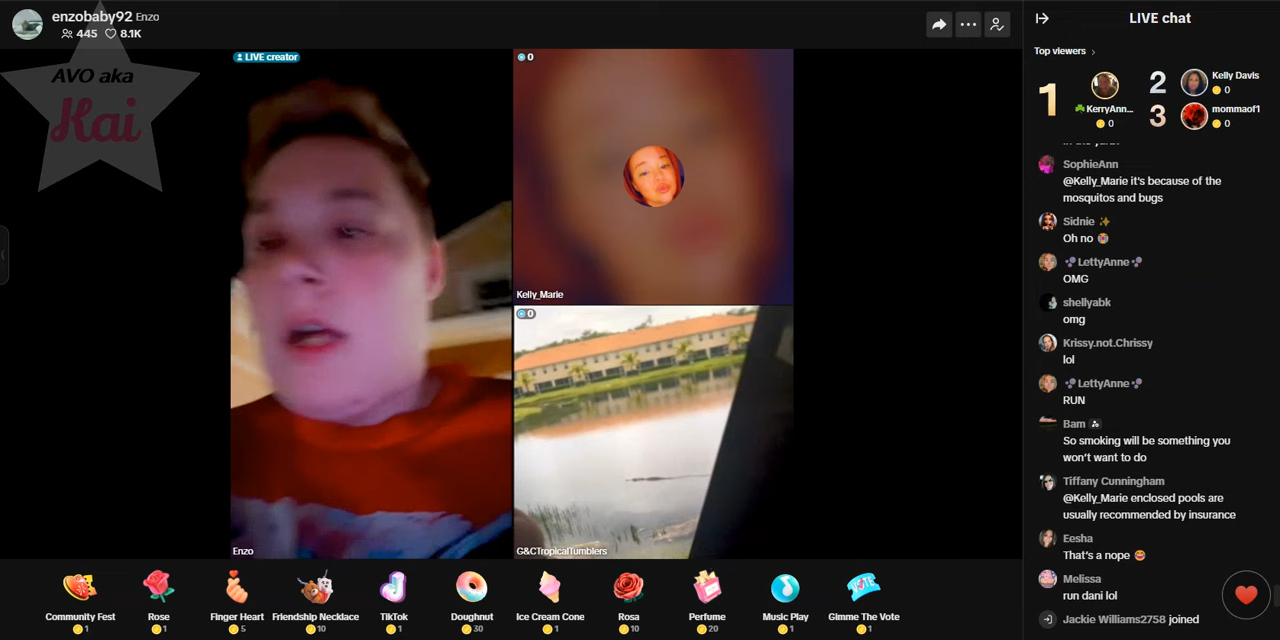 enzobaby92 Enzo
445 8.1K
AVO aka
Kai
LIVE creator
0
Kelly_Marie
0
Enzo
G&CTropicalTumblers
Community Fest
1
Rose
1
Finger Heart
5
Friendship Necklace
10
TikTok
1
Doughnut
30
Ice Cream Cone
1
Rosa
10
Perfume
20
Music Play
1
VOTE
Gimme The Vote
1
LIVE chat
Top viewers
1
KerryAnn...
0
2
Kelly Davis
0
3
mommaof1
0
SophieAnn
@Kelly_Marie it's because of the
mosquitos and bugs
Sidnie
Oh no
LettyAnne
OMG
shellyabk
omg
Krissy.not.Chrissy
lol
LettyAnne
RUN
Bam
So smoking will be something you
won't want to do
Tiffany Cunningham
@Kelly_Marie enclosed pools are
usually recommended by insurance
Eesha
That's a nope
Melissa
run dani lol
Jackie Williams2758 joined